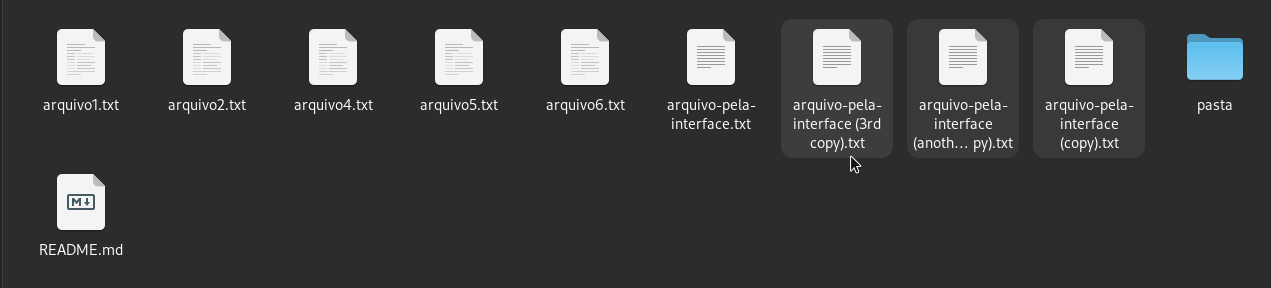 arquivo1.txt
arquivo2.txt
arquivo4.txt
arquivo5.txt
arquivo6.txt
arquivo-pela-
interface.txt
arquivo-pela-
interface (3rd
copy).txt
arquivo-pela-
interface
(anoth... py).txt
arquivo-pela-
interface
(copy).txt
pasta
M
README.md